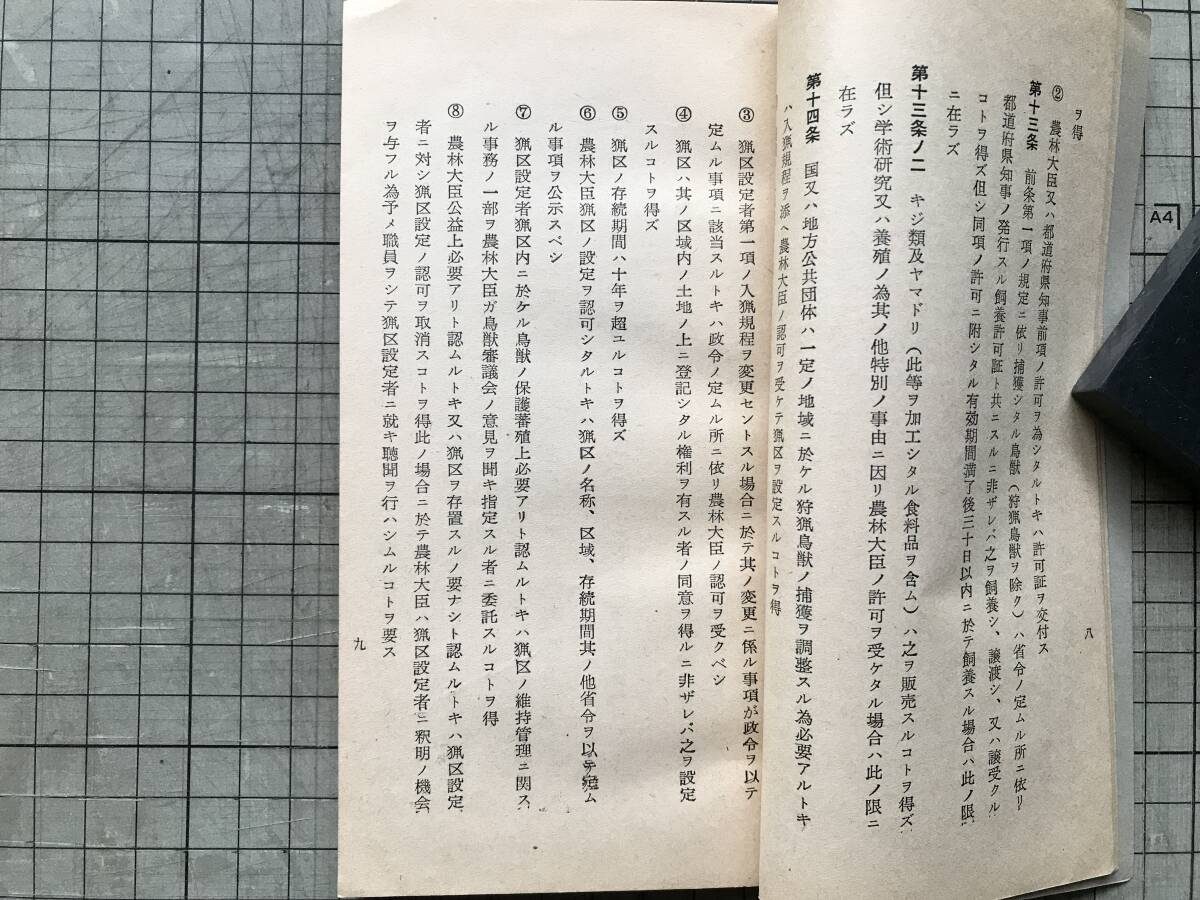 ヲ得
② 農林大臣又ハ都道府県知事前項ノ許可ヲ為シタルトキハ許可証ヲ交付ス
第十三条 前条第一項ノ規定ニ依リ捕獲シタル鳥獣(狩猟鳥獣ヲ除ク)ハ省令ノ定ムル所ニ依リ
都道府県知事ノ発行スル飼養許可証ト共ニスルニ非ザレバ之ヲ飼養シ、譲渡シ、又ハ譲受クル
コトヲ得ズ但シ同項ノ許可ニ附シタル有効期間満了後三十日以内ニ於テ飼養スル場合ハ此ノ限
ニ在ラズ
第十三条ノ二 キジ類及ヤマドリ(此等ヲ加工シタル食料品ヲ含ム)ハ之ヲ販売スルコトヲ得ズ
但シ学術研究又ハ養殖ノ為其ノ他特別ノ事由ニ因リ農林大臣ノ許可ヲ受ケタル場合ハ此ノ限ニ
在ラズ
第十四条 国又ハ地方公共団体ハ一定ノ地域ニ於ケル狩猟鳥獣ノ捕獲ヲ調整スル為必要アルトキ
ハ入猟規程ヲ添ヘ農林大臣ノ認可ヲ受ケテ猟区ヲ設定スルコトヲ得
八
③ 猟区設定者第一項ノ入猟規程ヲ変更セントスル場合ニ於テ其ノ変更ニ係ル事項が政令ヲ以テ
定ムル事項ニ該当スルトキハ政令ノ定ムル所ニ依リ農林大臣ノ認可ヲ受クベシ
④ 猟区ハ其ノ区域内ノ土地ノ上ニ登記シタル権利ヲ有スル者ノ同意ヲ得ルニ非ザレバ之ヲ設定
スルコトヲ得ズ
⑤ 猟区ノ存続期間ハ十年ヲ超ユルコトヲ得ズ
⑥ 農林大臣猟区ノ設定ヲ認可シタルトキハ猟区ノ名称、区域、存続期間其ノ他省令ヲ以テ定ム
ル事項ヲ公示スベシ
⑦ 猟区設定者猟区内ニ於ケル鳥獣ノ保護蕃殖上必要アリト認ムルトキハ猟区ノ維持管理ニ関ス
ル事務ノ一部ヲ農林大臣ガ鳥獣審議会ノ意見ヲ聞キ指定スル者ニ委託スルコトヲ得
⑧ 農林大臣公益上必要アリト認ムルトキ又ハ猟区ヲ存置スルノ要ナシト認ムルトキハ猟区設定
者ニ対シ猟区設定ノ認可ヲ取消スコトヲ得此ノ場合ニ於テ農林大臣ハ猟区設定者ニ釈明ノ機会
ヲ与フル為予メ職員ヲシテ猟区設定者ニ就キ聴聞ヲ行ハシムルコトヲ要ス
九
A4